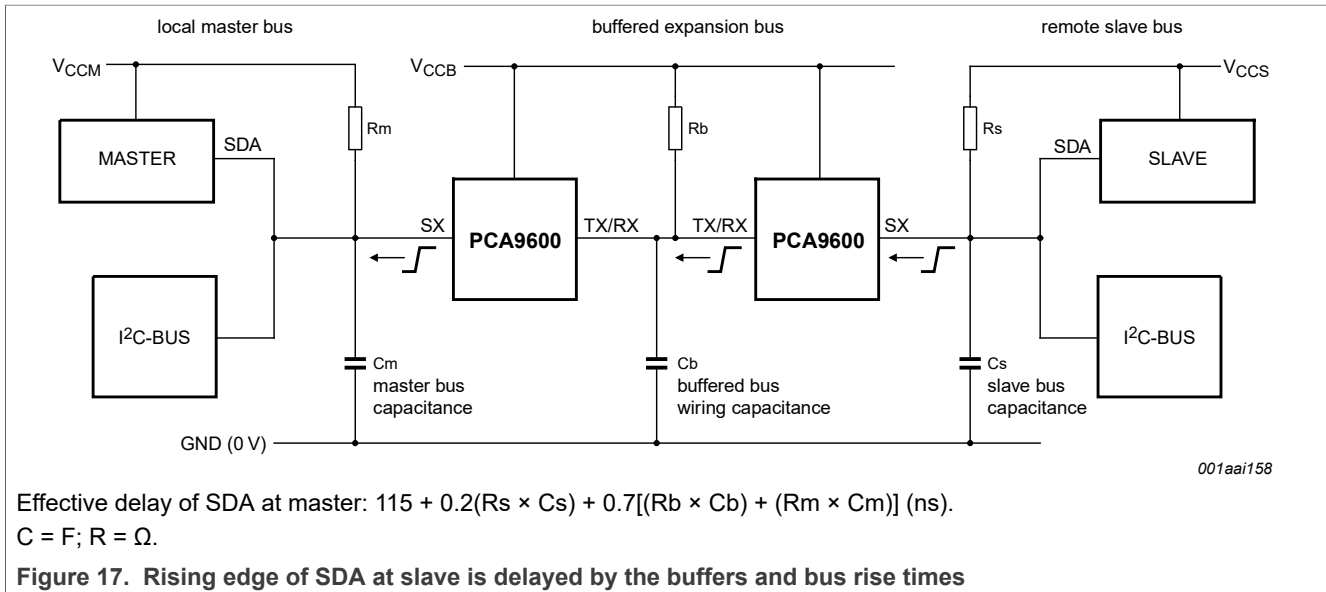 local master bus
buffered expansion bus
remote slave bus
VCCM
VCCB
VCCS
Rm
Rb
Rs
MASTER
SDA
SDA
SLAVE
SX
PCA9600
TX/RX
TX/RX
PCA9600
SX
I2C-BUS
I2C-BUS
Cm
master bus
capacitance
Cb
buffered bus
wiring capacitance
Cs
slave bus
capacitance
GND (0 V)
001aai158
Effective delay of SDA at master: 115 + 0.2(Rs × Cs) + 0.7[(Rb × Cb) + (Rm × Cm)] (ns).
C = F; R = Ω.
Figure 17. Rising edge of SDA at slave is delayed by the buffers and bus rise times